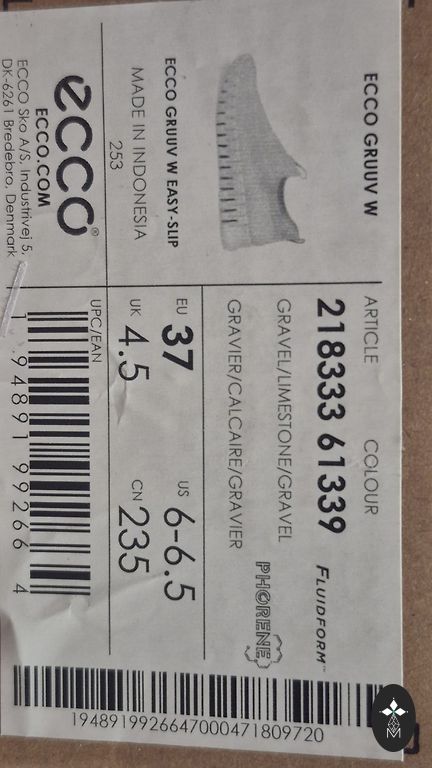 ECCO GRUUV W
ECCO GRUUV W EASY-SLIP
MADE IN INDONESIA
253
ecco®
ECCO.COM
ECCO Sko A/S, Industrivej 5,
DK-6261 Bredebro, Denmark
ARTICLE COLOUR
218333 61339
FLUIDFORM™
GRAVEL/LIMESTONE/GRAVEL
GRAVIER/CALCAIRE/GRAVIER
PHORENE
EU 37 US 6-6.5
UK 4.5 CN 235
UPC/EAN
1 94891 99266 4
1948919926647000471809720
M